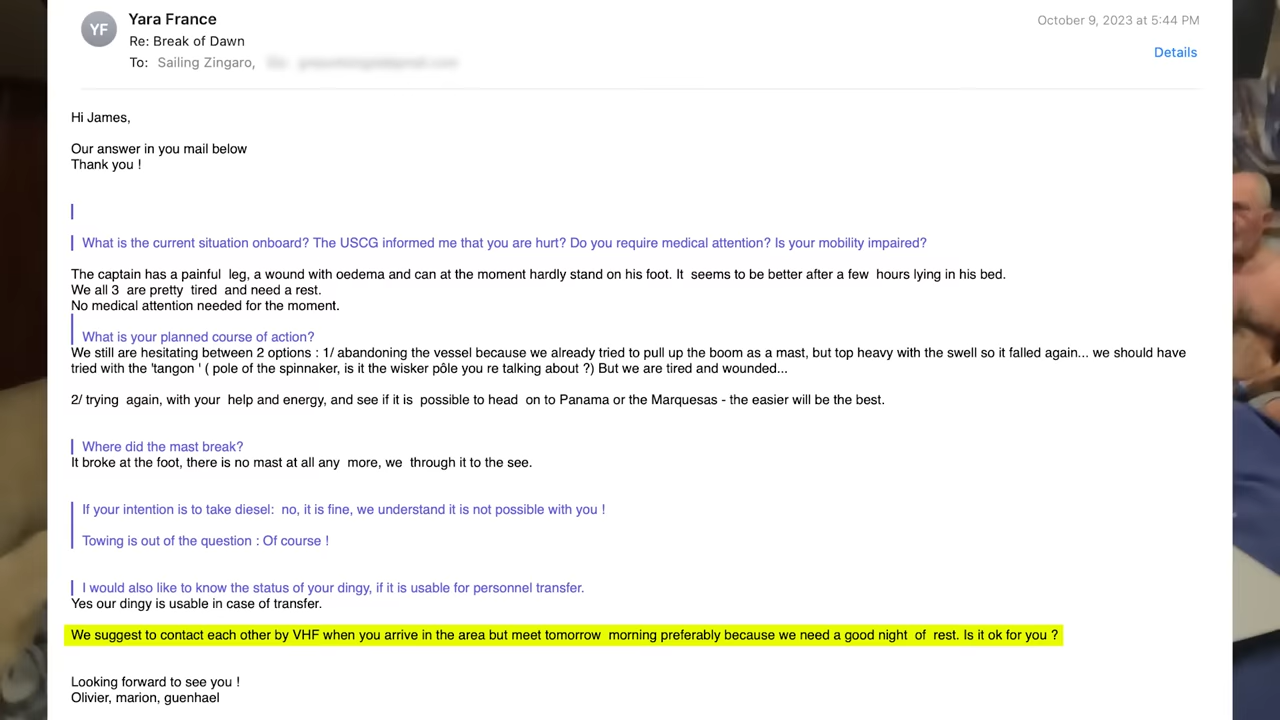 YF
Yara France
October 9, 2023 at 5:44 PM
Re: Break of Dawn
Details
To: Sailing Zingaro,
Hi James,
Our answer in you mail below
Thank you !
What is the current situation onboard? The USCG informed me that you are hurt? Do you require medical attention? Is your mobility impaired?
The captain has a painful leg, a wound with oedema and can at the moment hardly stand on his foot. It seems to be better after a few hours lying in his bed.
We all 3 are pretty tired and need a rest.
No medical attention needed for the moment.
What is your planned course of action?
We still are hesitating between 2 options : 1/ abandoning the vessel because we already tried to pull up the boom as a mast, but top heavy with the swell so it falled again... we should have
tried with the 'tangon ' ( pole of the spinnaker, is it the wisker pôle you re talking about ?) But we are tired and wounded...
2/ trying again, with your help and energy, and see if it is possible to head on to Panama or the Marquesas - the easier will be the best.
Where did the mast break?
It broke at the foot, there is no mast at all any more, we through it to the see.
If your intention is to take diesel: no, it is fine, we understand it is not possible with you !
Towing is out of the question : Of course !
I would also like to know the status of your dingy, if it is usable for personnel transfer.
Yes our dingy is usable in case of transfer.
We suggest to contact each other by VHF when you arrive in the area but meet tomorrow morning preferably because we need a good night of rest. Is it ok for you ?
Looking forward to see you !
Olivier, marion, guenhael